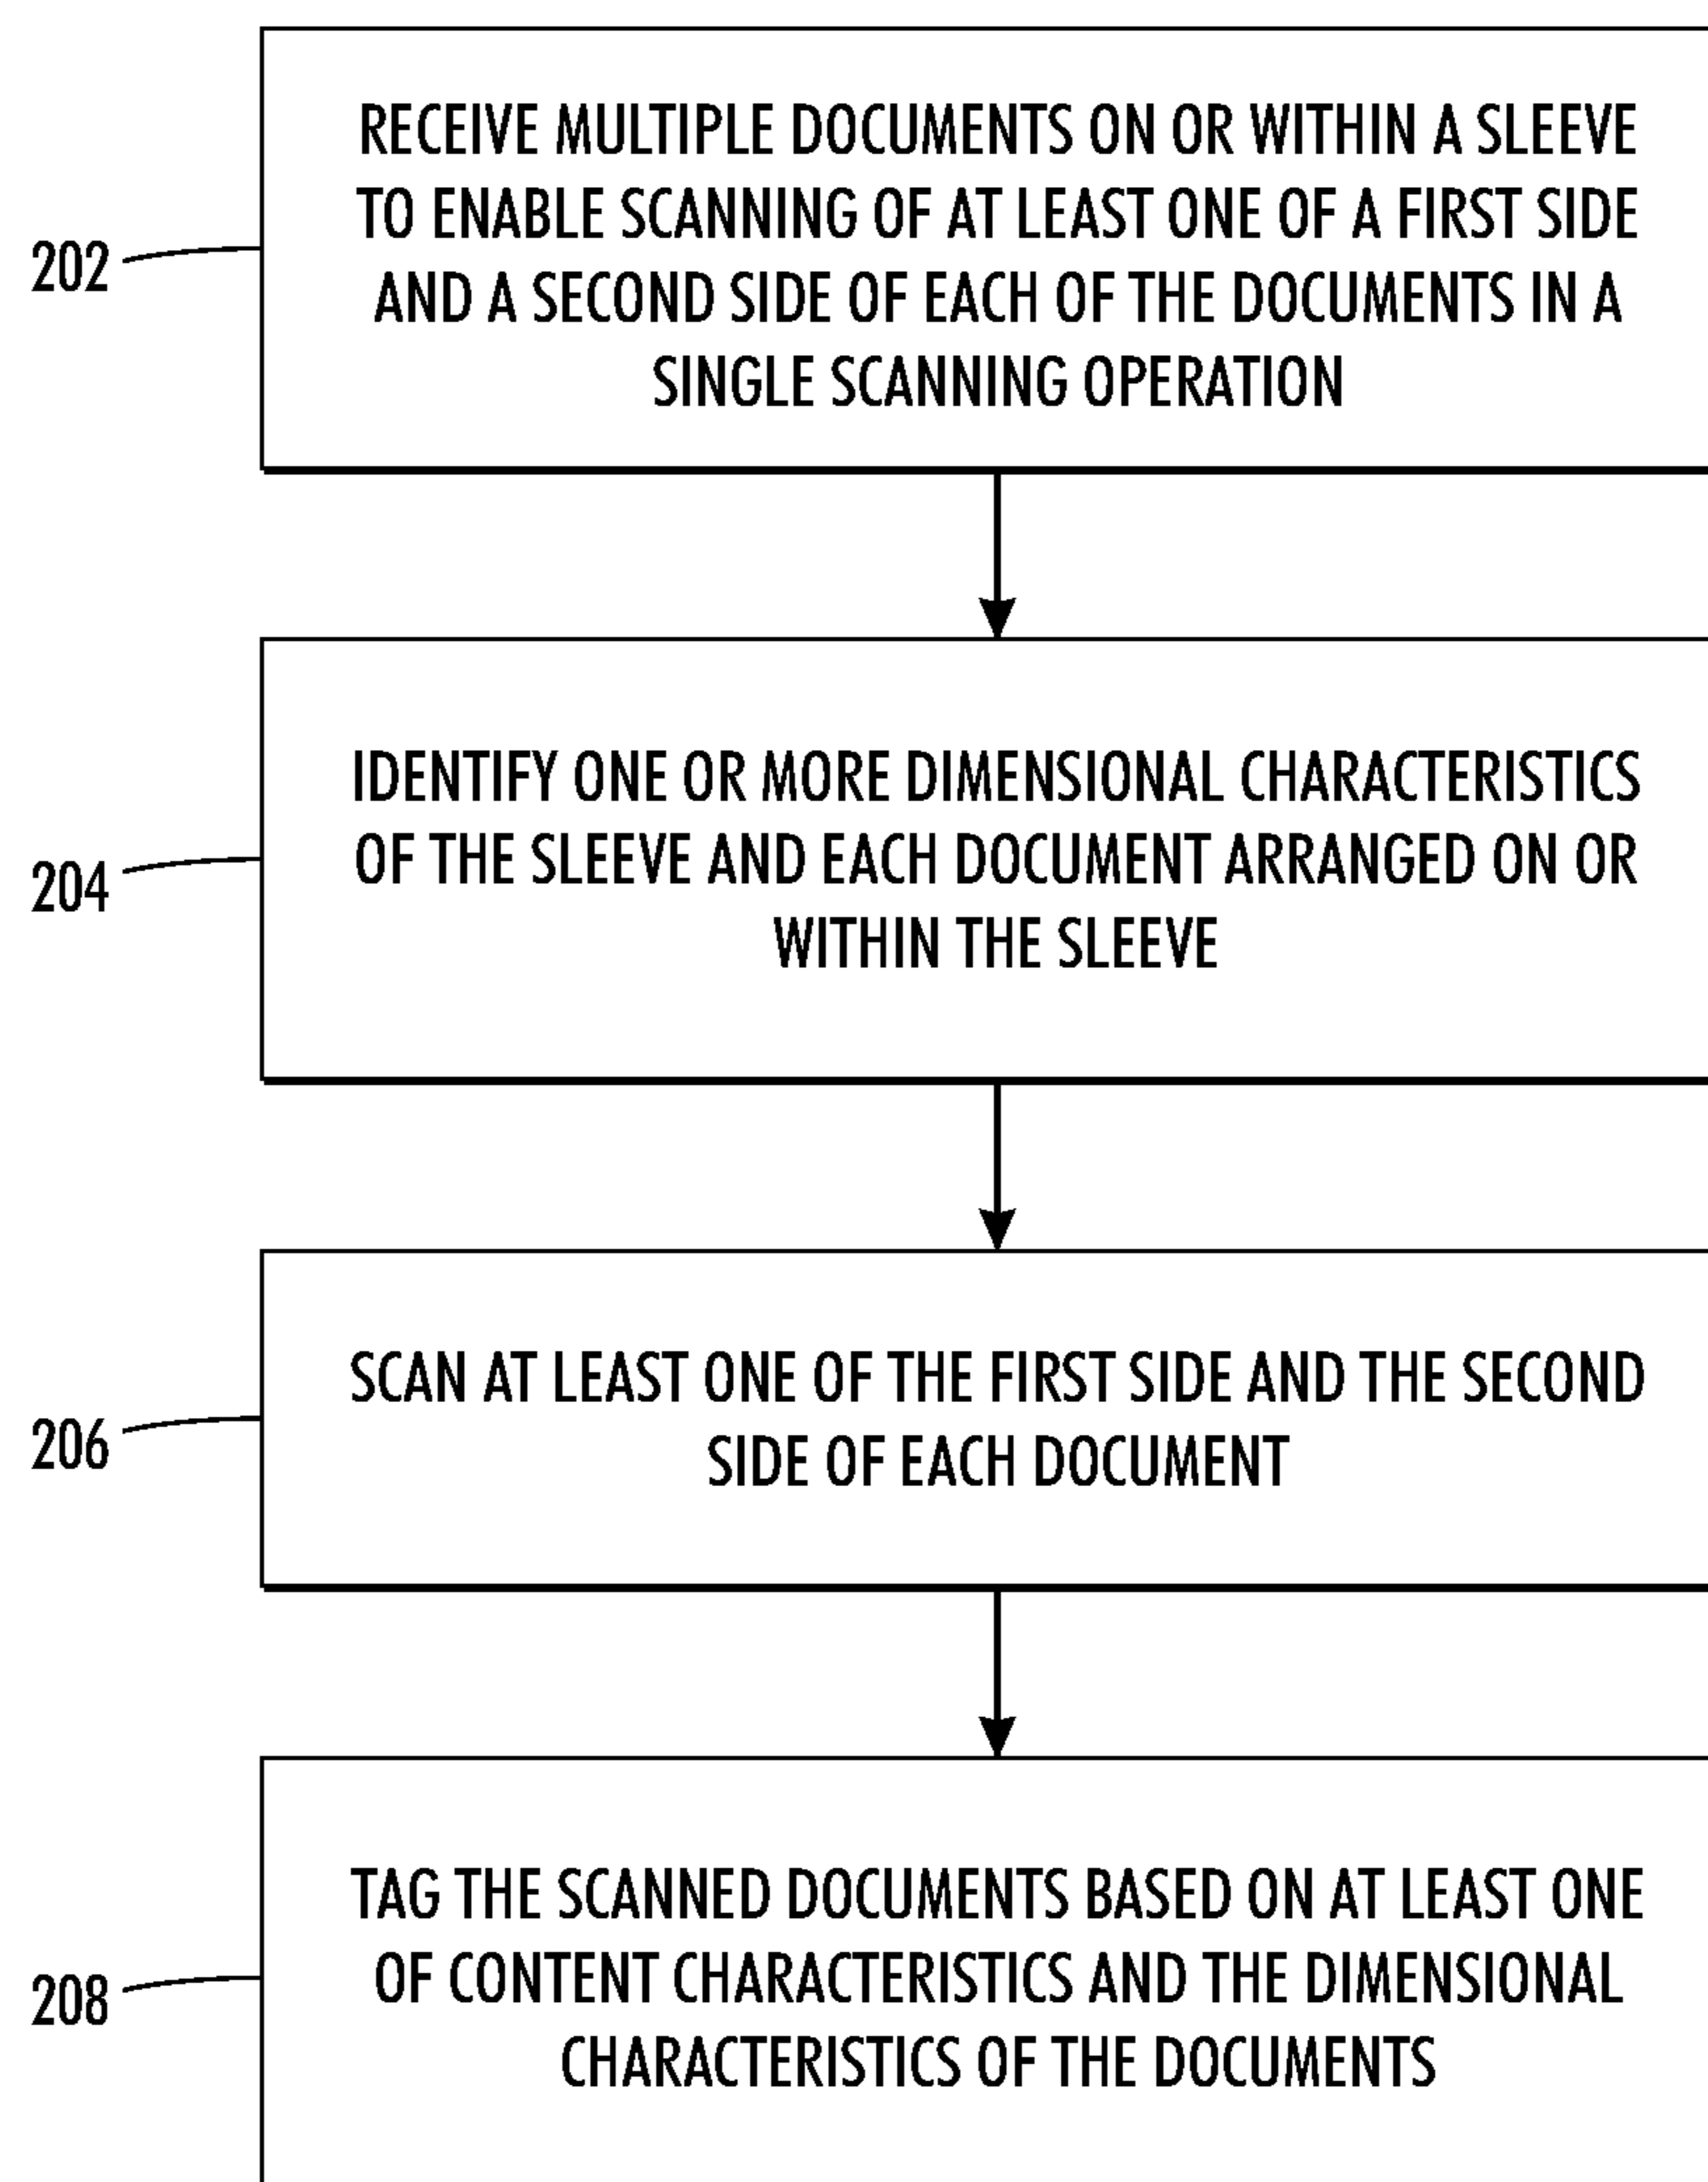 RECEIVE MULTIPLE DOCUMENTS ON OR WITHIN A SLEEVE
TO ENABLE SCANNING OF AT LEAST ONE OF A FIRST SIDE
AND A SECOND SIDE OF EACH OF THE DOCUMENTS IN A
SINGLE SCANNING OPERATION
202
IDENTIFY ONE OR MORE DIMENSIONAL CHARACTERISTICS
OF THE SLEEVE AND EACH DOCUMENT ARRANGED ON OR
WITHIN THE SLEEVE
204
SCAN AT LEAST ONE OF THE FIRST SIDE AND THE SECOND
SIDE OF EACH DOCUMENT
206
TAG THE SCANNED DOCUMENTS BASED ON AT LEAST ONE
OF CONTENT CHARACTERISTICS AND THE DIMENSIONAL
CHARACTERISTICS OF THE DOCUMENTS
208